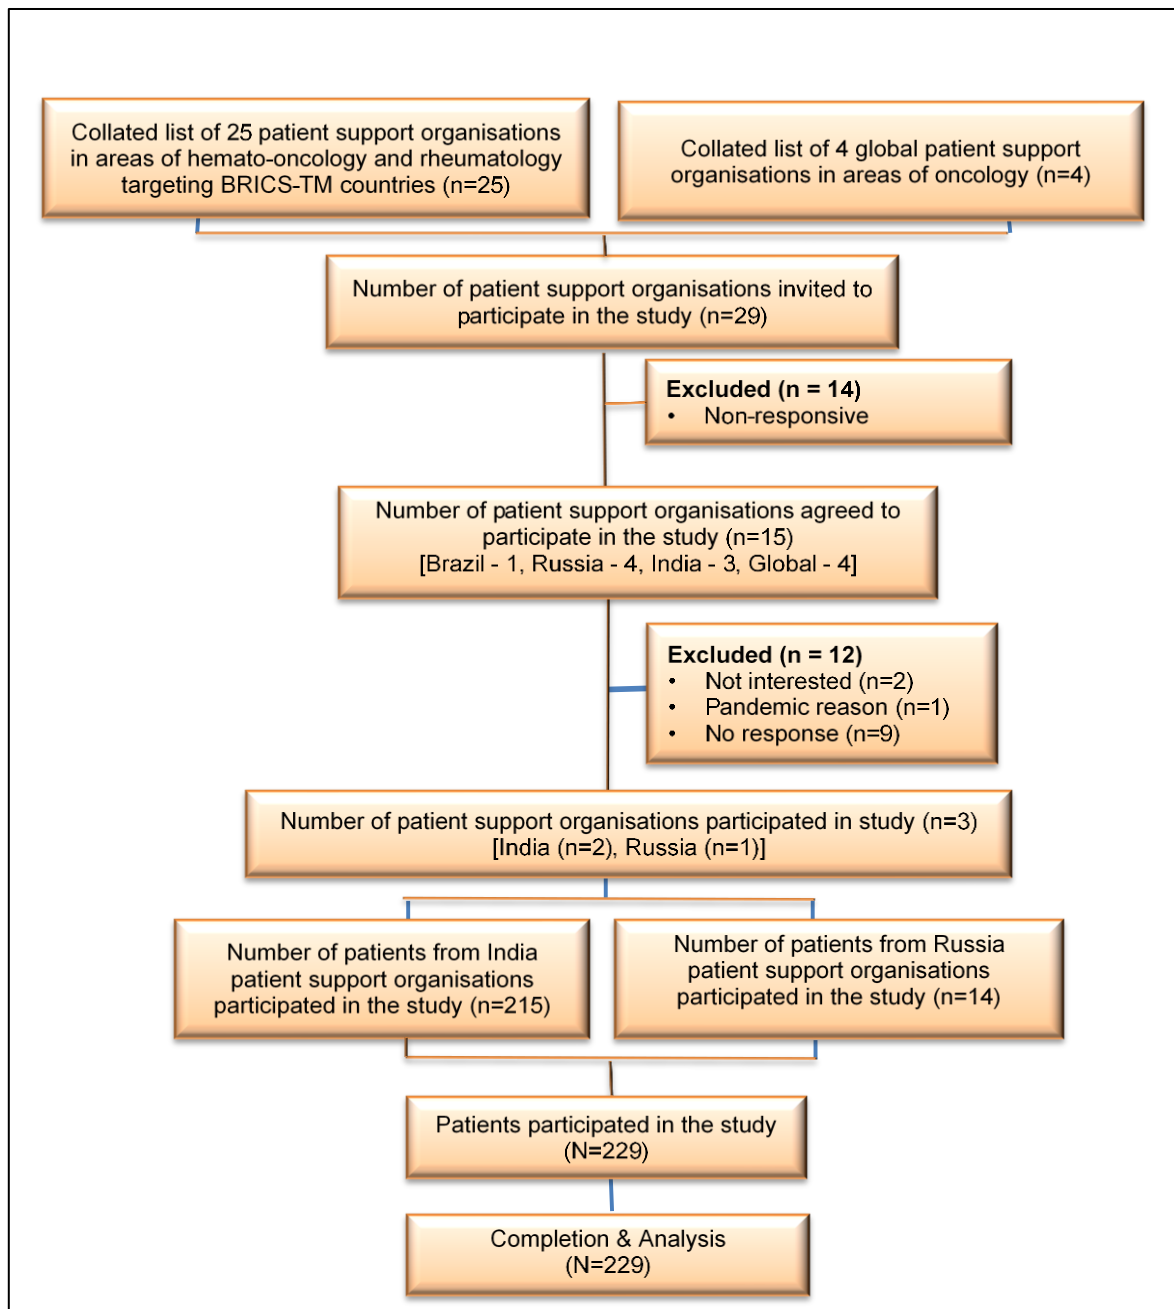 Collated list of 25 patient support organisations
in areas of hemato-oncology and rheumatology
targeting BRICS-TM countries (n=25)
Collated list of 4 global patient support
organisations in areas of oncology (n=4)
Number of patient support organisations invited to
participate in the study (n=29)
Excluded (n = 14)
• Non-responsive
Number of patient support organisations agreed to
participate in the study (n=15)
[Brazil - 1, Russia - 4, India - 3, Global - 4]
Excluded (n = 12)
• Not interested (n=2)
• Pandemic reason (n=1)
• No response (n=9)
Number of patient support organisations participated in study (n=3)
[India (n=2), Russia (n=1)]
Number of patients from India
patient support organisations
participated in the study (n=215)
Number of patients from Russia
patient support organisations
participated in the study (n=14)
Patients participated in the study
(N=229)
Completion & Analysis
(N=229)